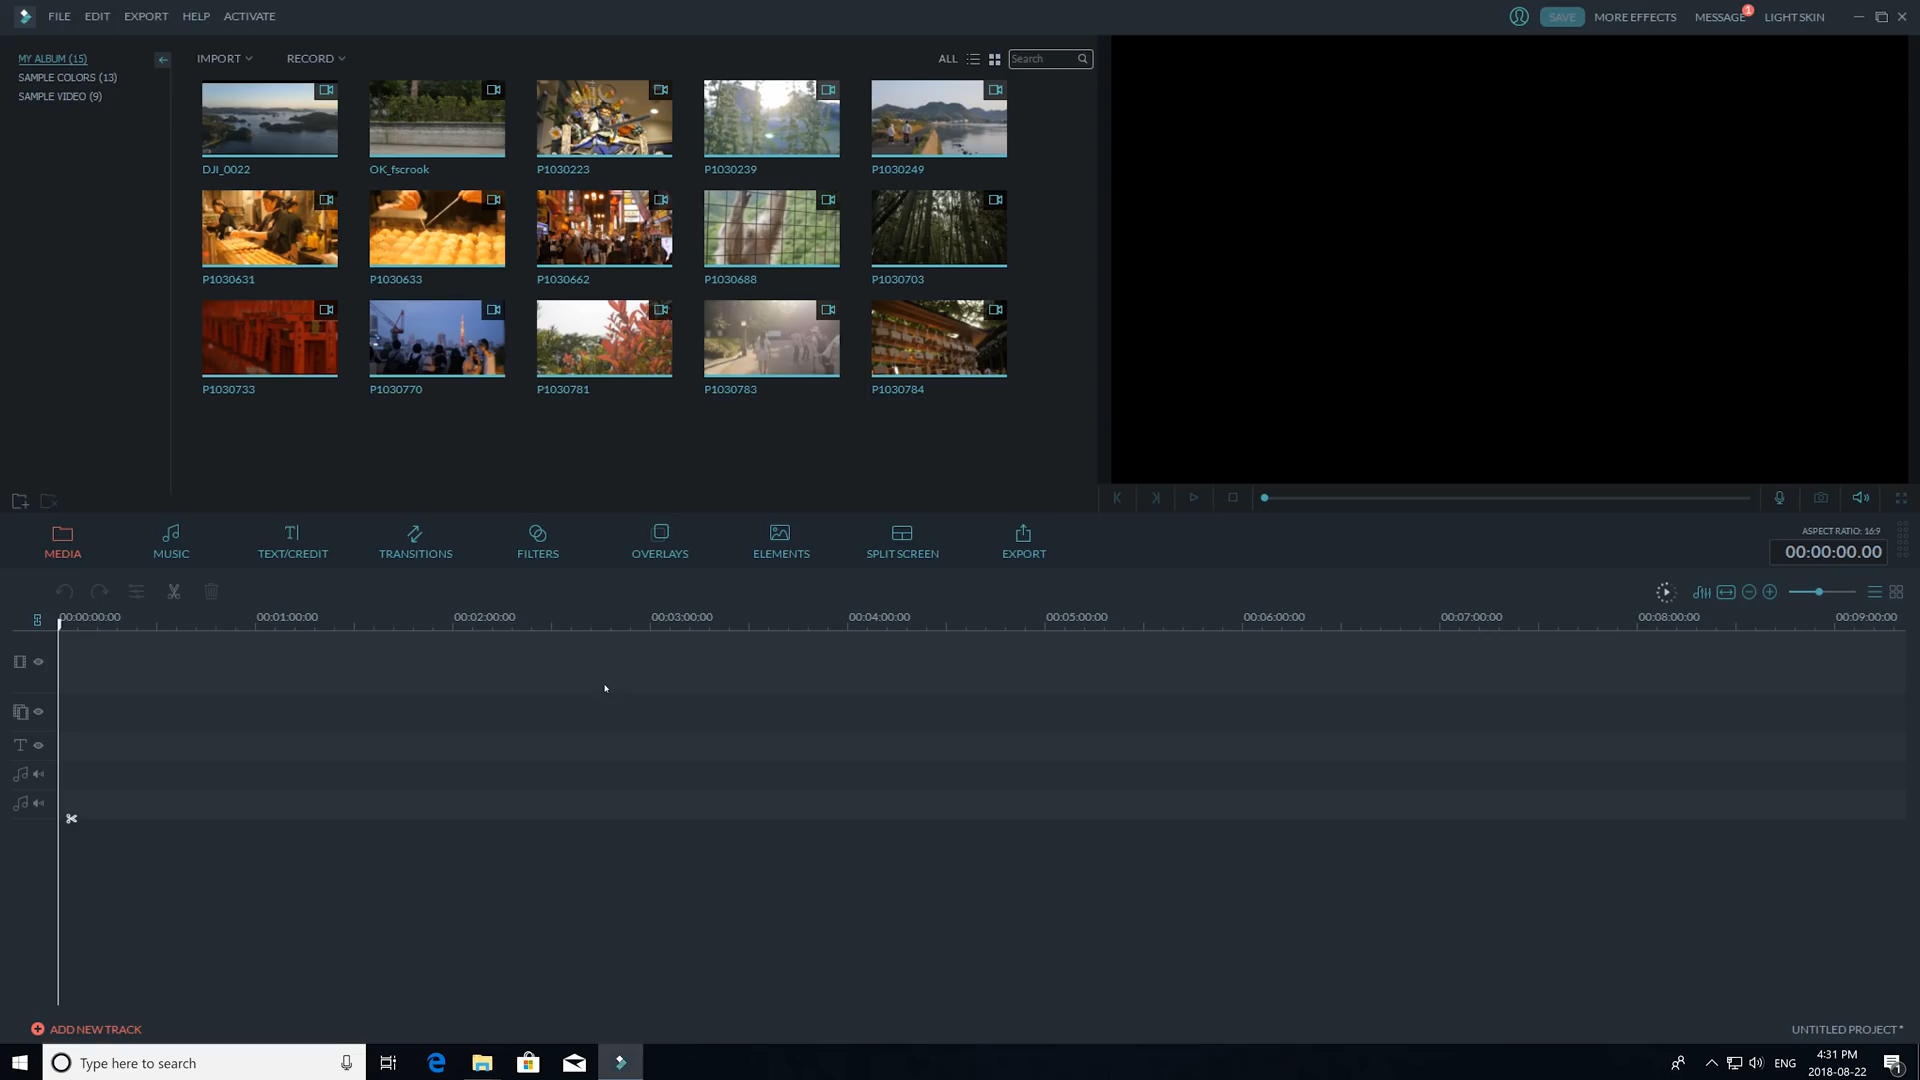 FILE EDIT EXPORT HELP ACTIVATE
SAVE MORE EFFECTS MESSAGE 1 LIGHT SKIN
MY ALBUM (15)
SAMPLE COLORS (13)
SAMPLE VIDEO (9)
IMPORT RECORD ALL Search
DJI_0022 OK_fscrook P1030223 P1030239 P1030249
P1030631 P1030633 P1030662 P1030688 P1030703
P1030733 P1030770 P1030781 P1030783 P1030784
MEDIA MUSIC TEXT/CREDIT TRANSITIONS FILTERS OVERLAYS ELEMENTS SPLIT SCREEN EXPORT
ASPECT RATIO: 16:9
00:00:00.00
00:00:00:00 00:01:00:00 00:02:00:00 00:03:00:00 00:04:00:00 00:05:00:00 00:06:00:00 00:07:00:00 00:08:00:00 00:09:00:00
ADD NEW TRACK
UNTITLED PROJECT *
Type here to search
ENG
4:31 PM
2018-08-22
1